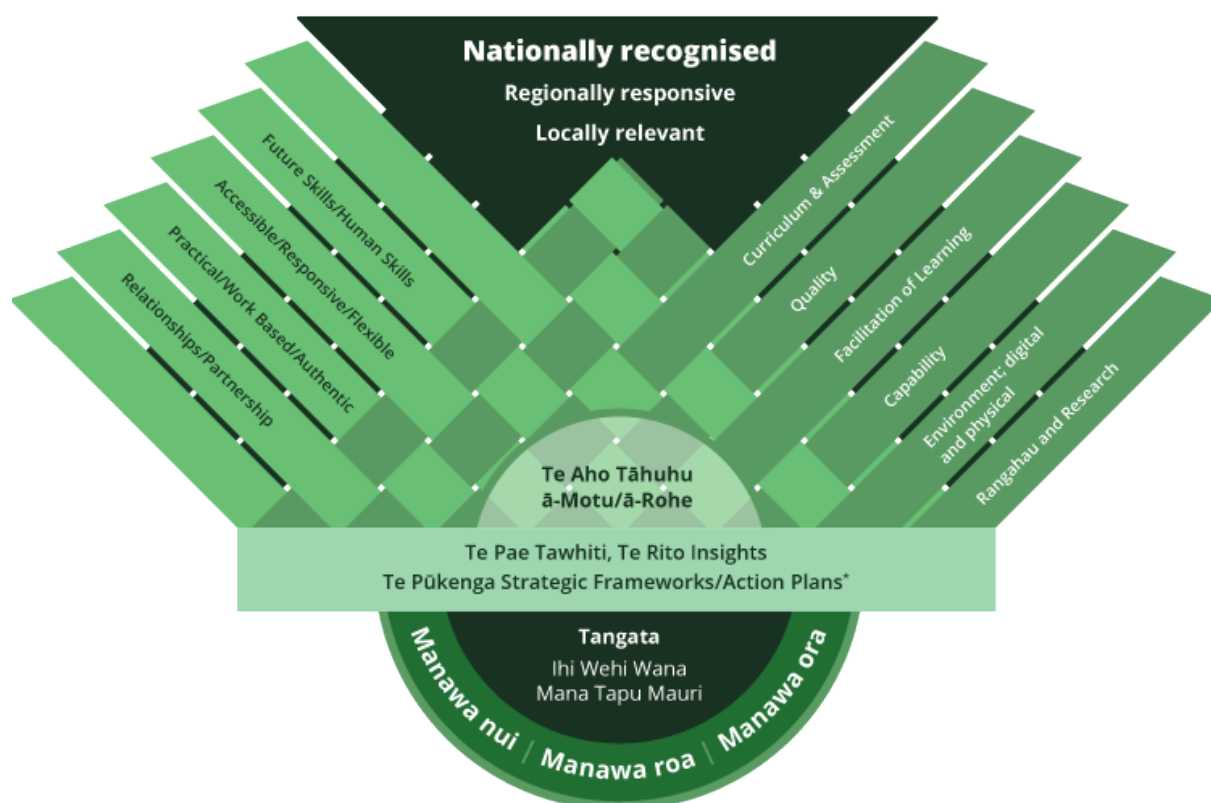 Nationally recognised
Regionally responsive
Locally relevant
Future Skills/Human Skills
Accessible/Responsive/Flexible
Practical/Work Based/Authentic
Relationships/Partnership
Curriculum & Assessment
Quality
Facilitation of Learning
Capability
Environment; digital
and physical
Rangahau and Research
Te Aho Tāhuhu
ā-Motu/ā-Rohe
Te Pae Tawhiti, Te Rito Insights
Te Pūkenga Strategic Frameworks/Action Plans*
Tangata
Ihi Wehi Wana
Mana Tapu Mauri
Manawa nui | Manawa roa | Manawa ora